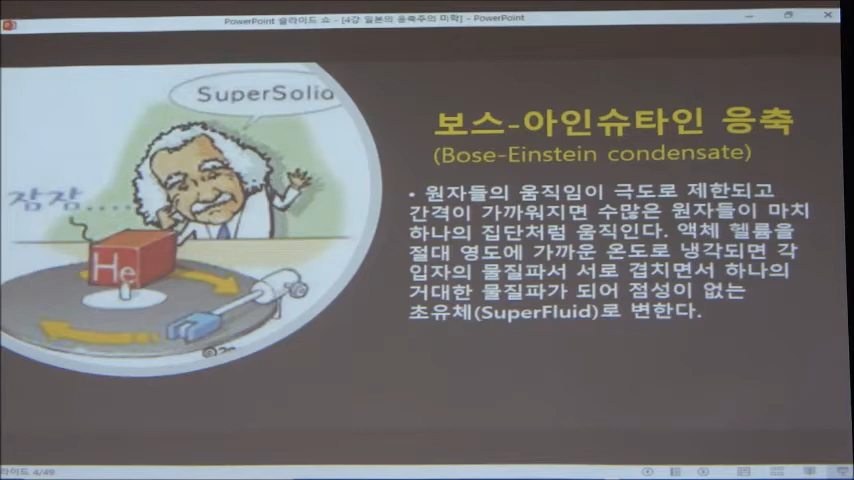 PowerPoint 슬라이드 쇼 - [4강 일본의 응축주의 미학] - PowerPoint
SuperSolid
잠잠....
He
보스-아인슈타인 응축
(Bose-Einstein condensate)
• 원자들의 움직임이 극도로 제한되고
간격이 가까워지면 수많은 원자들이 마치
하나의 집단처럼 움직인다. 액체 헬륨을
절대 영도에 가까운 온도로 냉각되면 각
입자의 물질파서 서로 겹치면서 하나의
거대한 물질파가 되어 점성이 없는
초유체(SuperFluid)로 변한다.
라이드 4/49